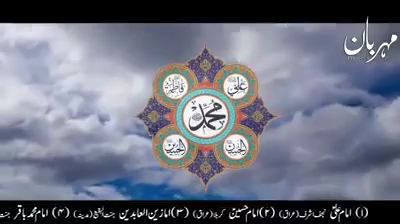 مہربان
فاطمہ
علی
محمد
الحسین
الحسن
(۱) امام علیؑ نجف اشرف (عراق) (۲) امام حسینؑ کربلا (عراق) (۳) امام زین العابدین جنت البقیع (مدینہ) (۴) امام محمد باقرؑ جنت